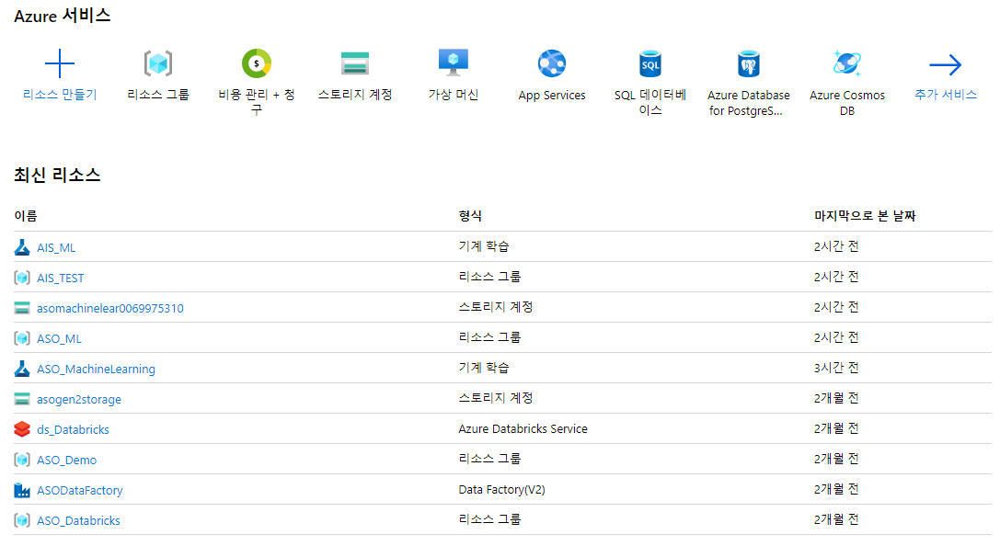 Azure 서비스
리소스 만들기
리소스 그룹
비용 관리 + 청
구
스토리지 계정
가상 머신
App Services
SQL 데이터베
이스
Azure Database
for PostgreS...
Azure Cosmos
DB
추가 서비스
최신 리소스
이름 형식 마지막으로 본 날짜
AIS_ML 기계 학습 2시간 전
AIS_TEST 리소스 그룹 2시간 전
asomachinelear0069975310 스토리지 계정 2시간 전
ASO_ML 리소스 그룹 2시간 전
ASO_MachineLearning 기계 학습 3시간 전
asogen2storage 스토리지 계정 2개월 전
ds_Databricks Azure Databricks Service 2개월 전
ASO_Demo 리소스 그룹 2개월 전
ASODataFactory Data Factory(V2) 2개월 전
ASO_Databricks 리소스 그룹 2개월 전